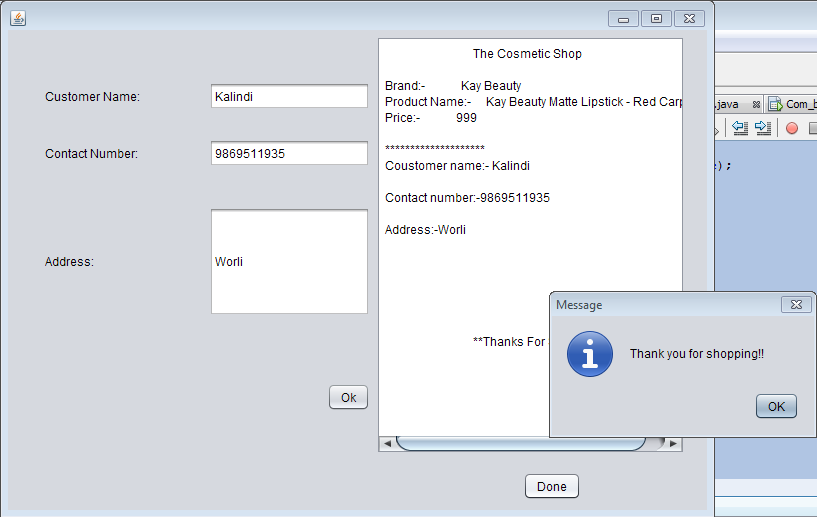 Customer Name:
Kalindi
Contact Number:
9869511935
Address:
Worli
Ok
The Cosmetic Shop
Brand:- Kay Beauty
Product Name:- Kay Beauty Matte Lipstick - Red Carp
Price:- 999
********************
Coustomer name:- Kalindi
Contact number:-9869511935
Address:-Worli
**Thanks For
Done
Message
Thank you for shopping!!
OK
.java
Com_b
);